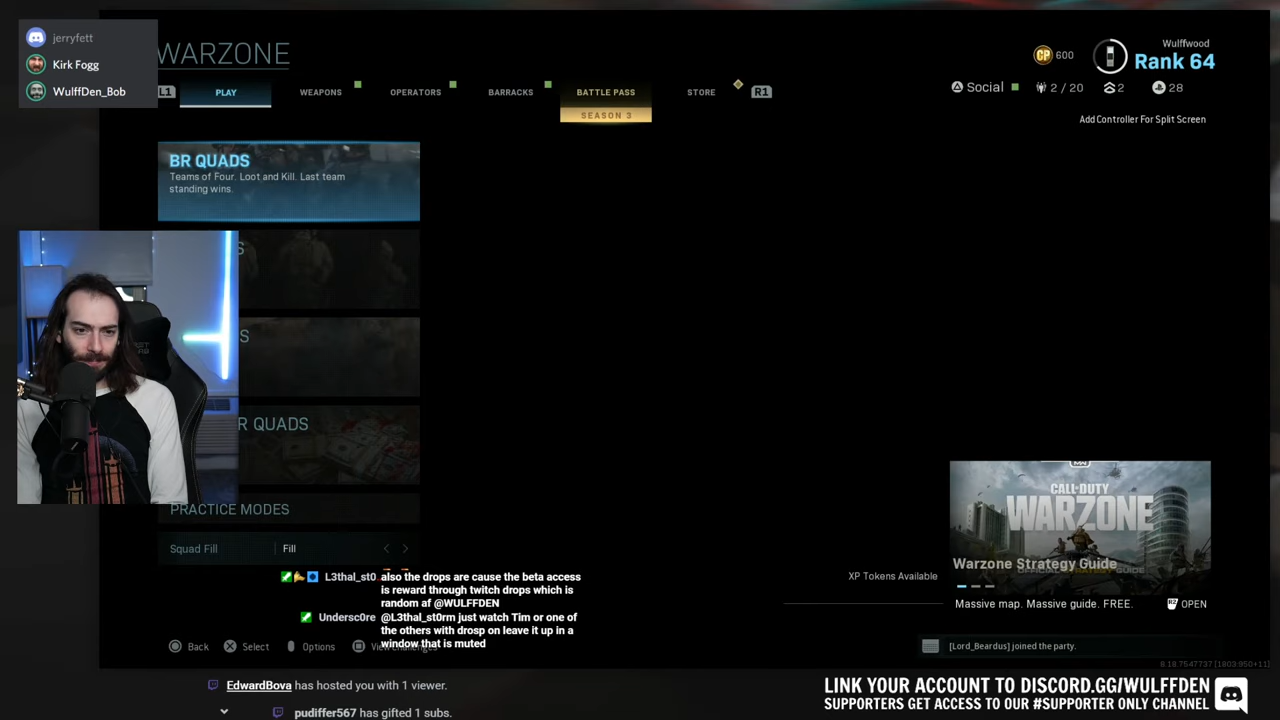 jerryfett
Kirk Fogg
WulffDen_Bob
WARZONE
CP 600
Wulffwood
Rank 64
L1
PLAY
WEAPONS
OPERATORS
BARRACKS
BATTLE PASS
STORE
R1
SEASON 3
Social
2 / 20
2
28
Add Controller For Split Screen
BR QUADS
Teams of Four. Loot and Kill. Last team
standing wins.
S
S
R QUADS
PRACTICE MODES
Squad Fill
Fill
L3thal_st0 also the drops are cause the beta access
is reward through twitch drops which is
random af @WULFFDEN
Undersc0re @L3thal_st0rm just watch Tim or one of
the others with drosp on leave it up in a
window that is muted
Back
Select
Options
XP Tokens Available
CALL·DUTY
WARZONE
Warzone Strategy Guide
Massive map. Massive guide. FREE.
R2 OPEN
[Lord_Beardus] joined the party.
8.18.7547737 [1803:950+11]
EdwardBova has hosted you with 1 viewer.
pudiffer567 has gifted 1 subs.
LINK YOUR ACCOUNT TO DISCORD.GG/WULFFDEN
SUPPORTERS GET ACCESS TO OUR #SUPPORTER ONLY CHANNEL